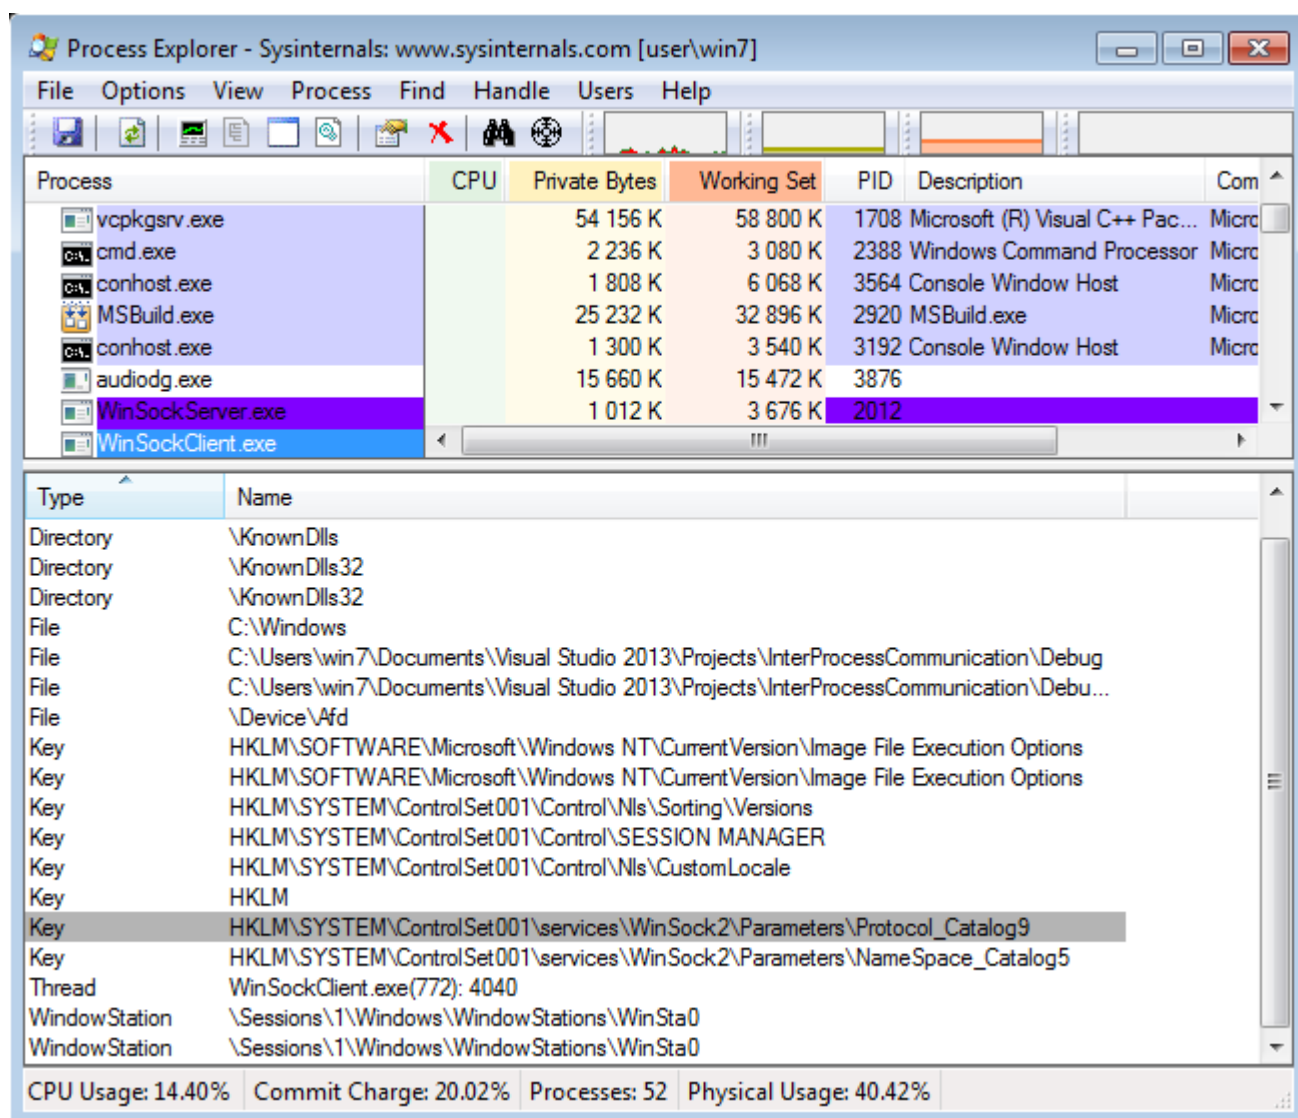 Process Explorer - Sysinternals: www.sysinternals.com [user\win7]
File Options View Process Find Handle Users Help
Process CPU Private Bytes Working Set PID Description Com
vcpkgsrv.exe 54 156 K 58 800 K 1708 Microsoft (R) Visual C++ Pac... Micro
cmd.exe 2 236 K 3 080 K 2388 Windows Command Processor Micro
conhost.exe 1 808 K 6 068 K 3564 Console Window Host Micro
MSBuild.exe 25 232 K 32 896 K 2920 MSBuild.exe Micro
conhost.exe 1 300 K 3 540 K 3192 Console Window Host Micro
audiodg.exe 15 660 K 15 472 K 3876
WinSockServer.exe 1 012 K 3 676 K 2012
WinSockClient.exe
Type Name
Directory \KnownDlls
Directory \KnownDlls32
Directory \KnownDlls32
File C:\Windows
File C:\Users\win7\Documents\Visual Studio 2013\Projects\InterProcessCommunication\Debug
File C:\Users\win7\Documents\Visual Studio 2013\Projects\InterProcessCommunication\Debu...
File \Device\Afd
Key HKLM\SOFTWARE\Microsoft\Windows NT\CurrentVersion\Image File Execution Options
Key HKLM\SOFTWARE\Microsoft\Windows NT\CurrentVersion\Image File Execution Options
Key HKLM\SYSTEM\ControlSet001\Control\Nls\Sorting\Versions
Key HKLM\SYSTEM\ControlSet001\Control\SESSION MANAGER
Key HKLM\SYSTEM\ControlSet001\Control\Nls\CustomLocale
Key HKLM
Key HKLM\SYSTEM\ControlSet001\services\WinSock2\Parameters\Protocol_Catalog9
Key HKLM\SYSTEM\ControlSet001\services\WinSock2\Parameters\NameSpace_Catalog5
Thread WinSockClient.exe(772): 4040
WindowStation \Sessions\1\Windows\WindowStations\WinSta0
WindowStation \Sessions\1\Windows\WindowStations\WinSta0
CPU Usage: 14.40% Commit Charge: 20.02% Processes: 52 Physical Usage: 40.42%